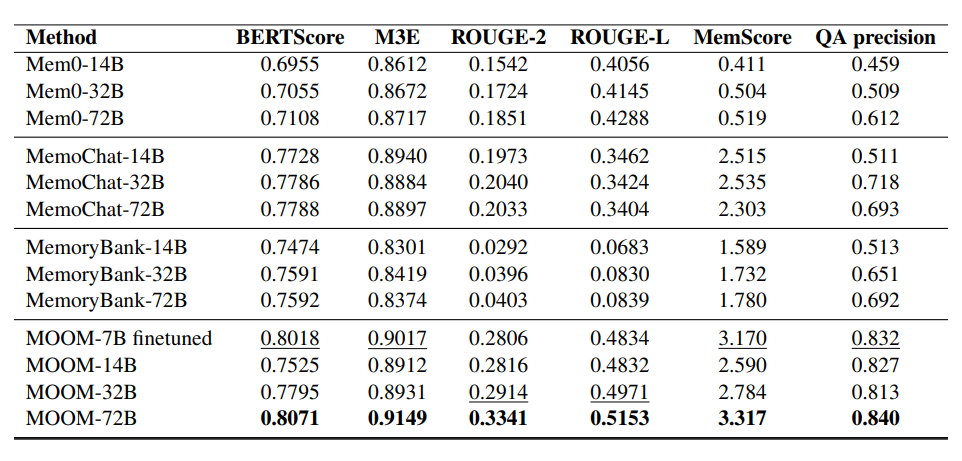 Method BERTScore M3E ROUGE-2 ROUGE-L MemScore QA precision
Mem0-14B 0.6955 0.8612 0.1542 0.4056 0.411 0.459
Mem0-32B 0.7055 0.8672 0.1724 0.4145 0.504 0.509
Mem0-72B 0.7108 0.8717 0.1851 0.4288 0.519 0.612
MemoChat-14B 0.7728 0.8940 0.1973 0.3462 2.515 0.511
MemoChat-32B 0.7786 0.8884 0.2040 0.3424 2.535 0.718
MemoChat-72B 0.7788 0.8897 0.2033 0.3404 2.303 0.693
MemoryBank-14B 0.7474 0.8301 0.0292 0.0683 1.589 0.513
MemoryBank-32B 0.7591 0.8419 0.0396 0.0830 1.732 0.651
MemoryBank-72B 0.7592 0.8374 0.0403 0.0839 1.780 0.692
MOOM-7B finetuned 0.8018 0.9017 0.2806 0.4834 3.170 0.832
MOOM-14B 0.7525 0.8912 0.2816 0.4832 2.590 0.827
MOOM-32B 0.7795 0.8931 0.2914 0.4971 2.784 0.813
MOOM-72B 0.8071 0.9149 0.3341 0.5153 3.317 0.840